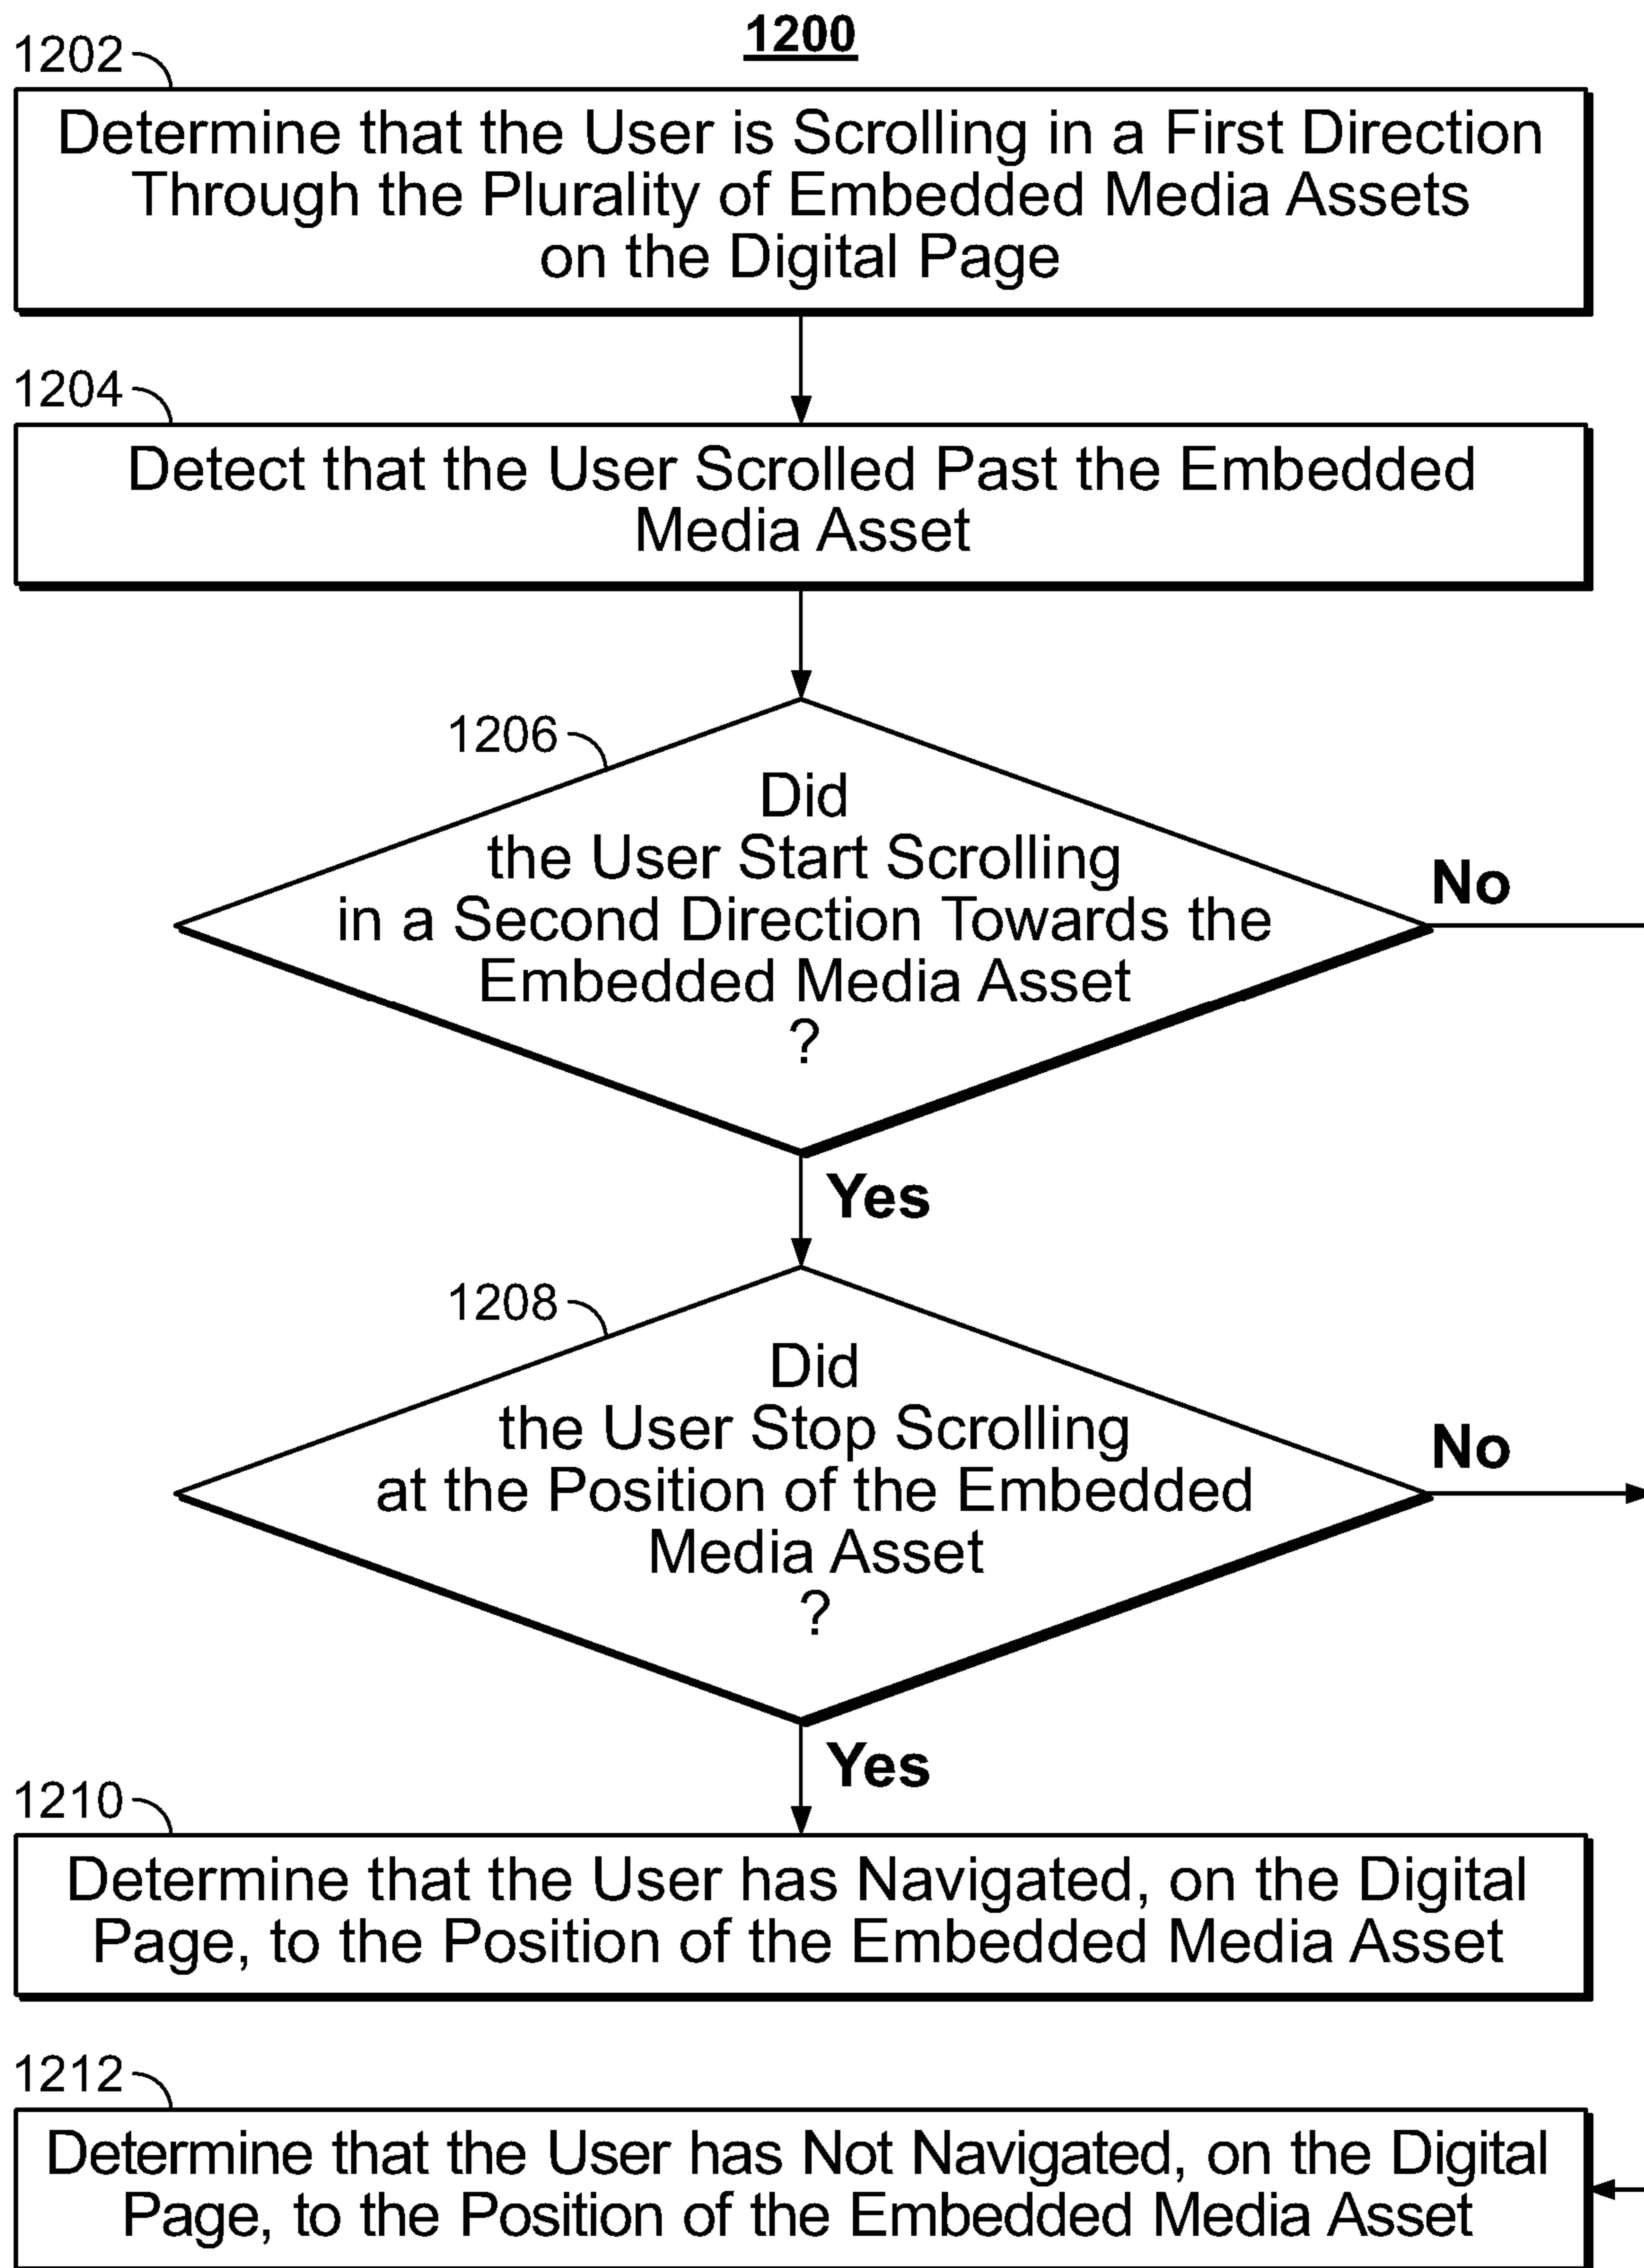 1200
1202
Determine that the User is Scrolling in a First Direction
Through the Plurality of Embedded Media Assets
on the Digital Page
1204
Detect that the User Scrolled Past the Embedded
Media Asset
1206
Did
the User Start Scrolling
in a Second Direction Towards the
Embedded Media Asset
?
No
Yes
1208
Did
the User Stop Scrolling
at the Position of the Embedded
Media Asset
?
No
Yes
1210
Determine that the User has Navigated, on the Digital
Page, to the Position of the Embedded Media Asset
1212
Determine that the User has Not Navigated, on the Digital
Page, to the Position of the Embedded Media Asset